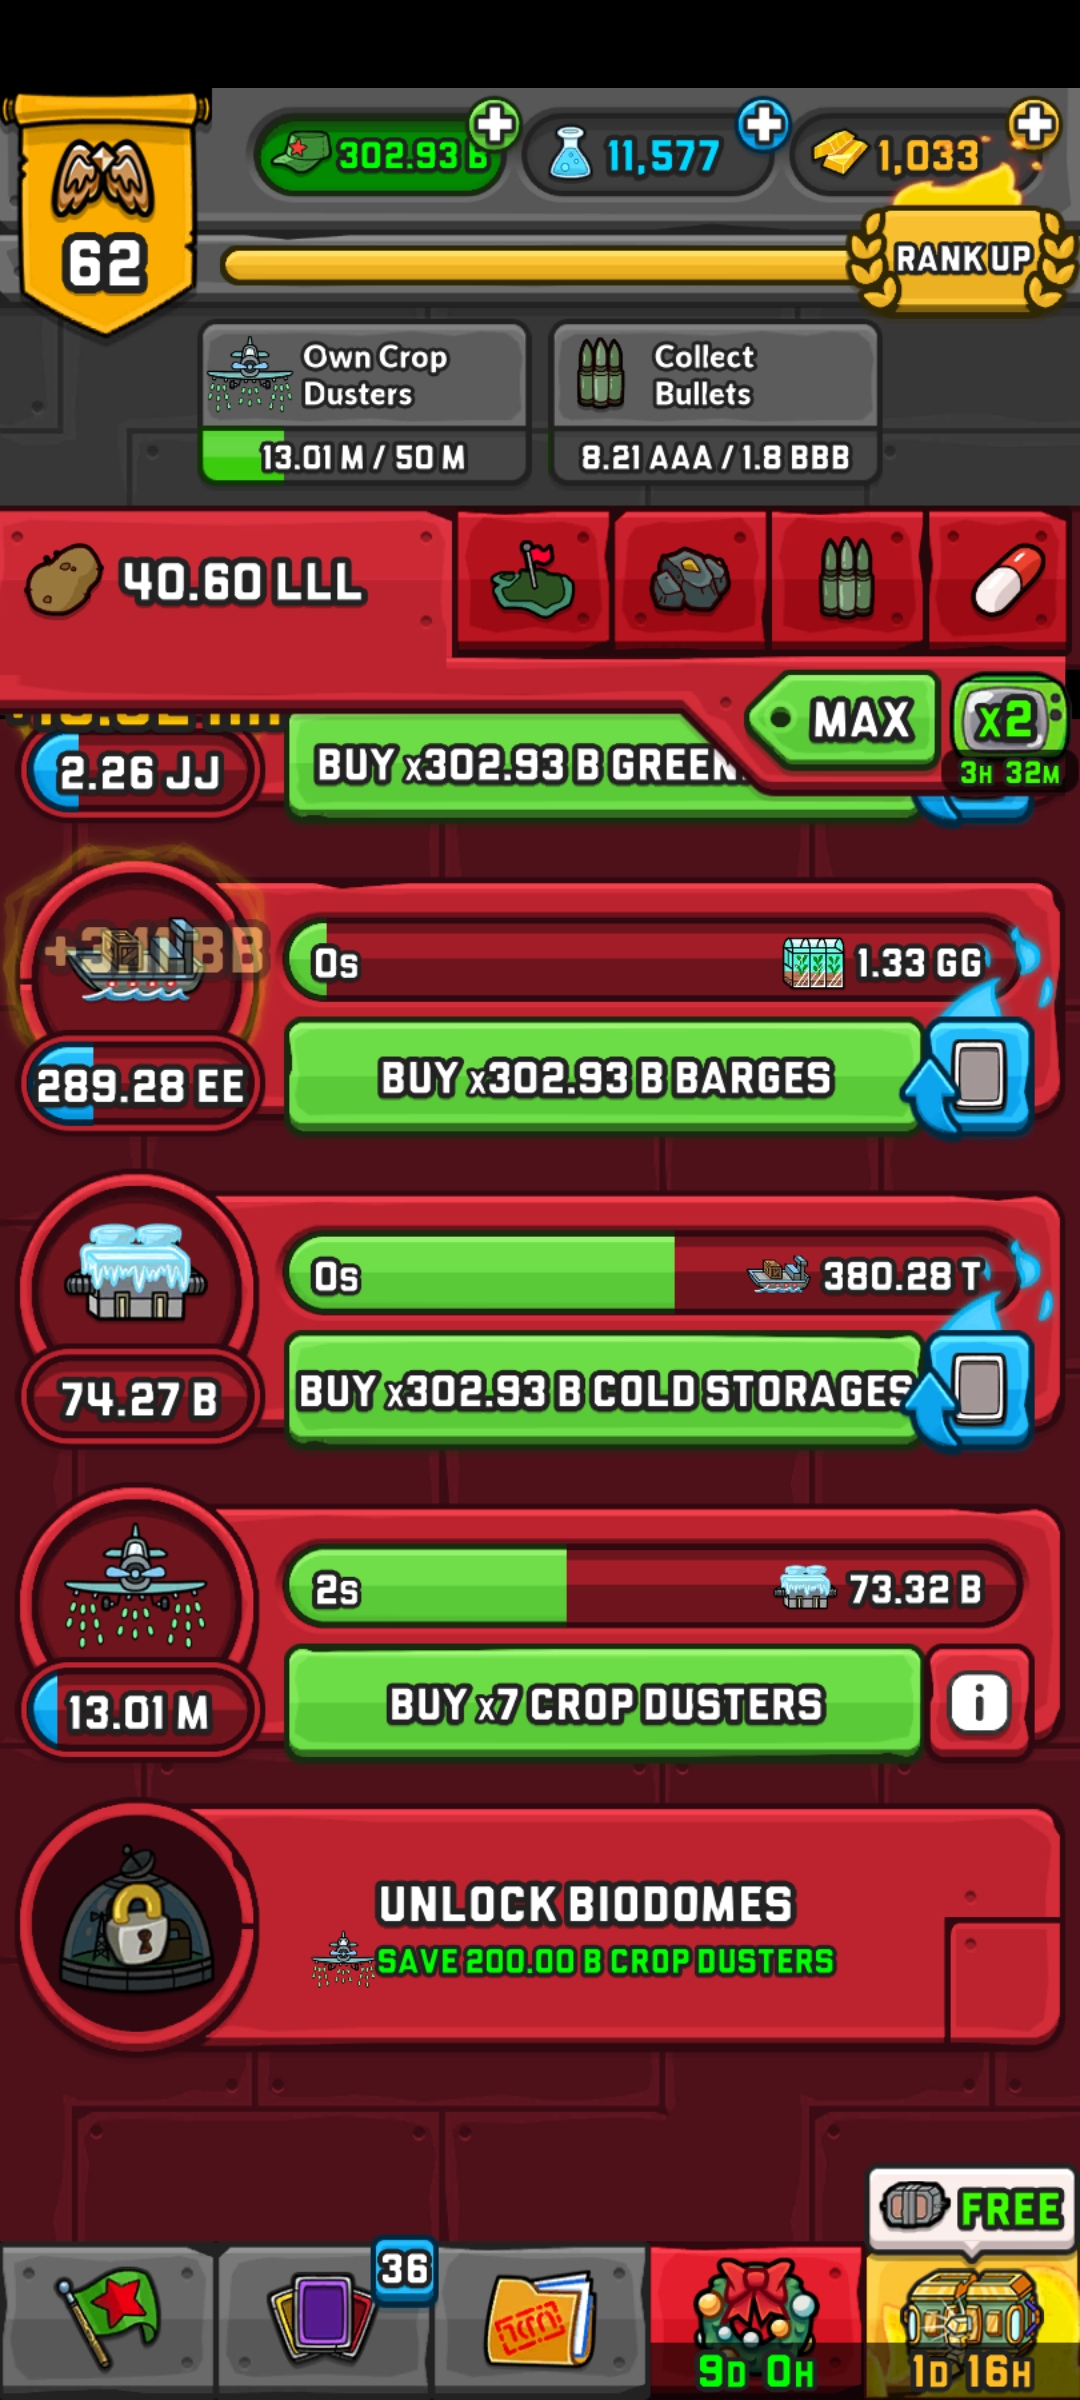 302.93 B
11,577
1,033
62
RANK UP
Own Crop
Dusters
13.01 M / 50 M
Collect
Bullets
8.21 AAA / 1.8 BBB
40.60 LLL
MAX
x2
3H 32M
2.26 JJ
BUY x302.93 B GREEN
+3.11 BB
0s
1.33 GG
289.28 EE
BUY x302.93 B BARGES
0s
380.28 T
74.27 B
BUY x302.93 B COLD STORAGES
2s
73.32 B
13.01 M
BUY x7 CROP DUSTERS
i
UNLOCK BIODOMES
SAVE 200.00 B CROP DUSTERS
FREE
36
9D 0H
1D 16H